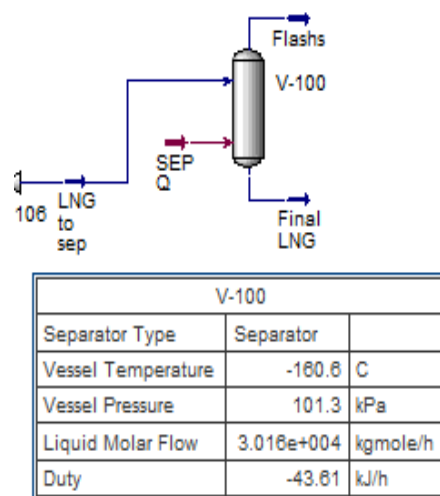 Flashs
V-100
SEP
Q
106
LNG
to
sep
Final
LNG
V-100
Separator Type Separator
Vessel Temperature -160.6 C
Vessel Pressure 101.3 kPa
Liquid Molar Flow 3.016e+004 kgmole/h
Duty -43.61 kJ/h